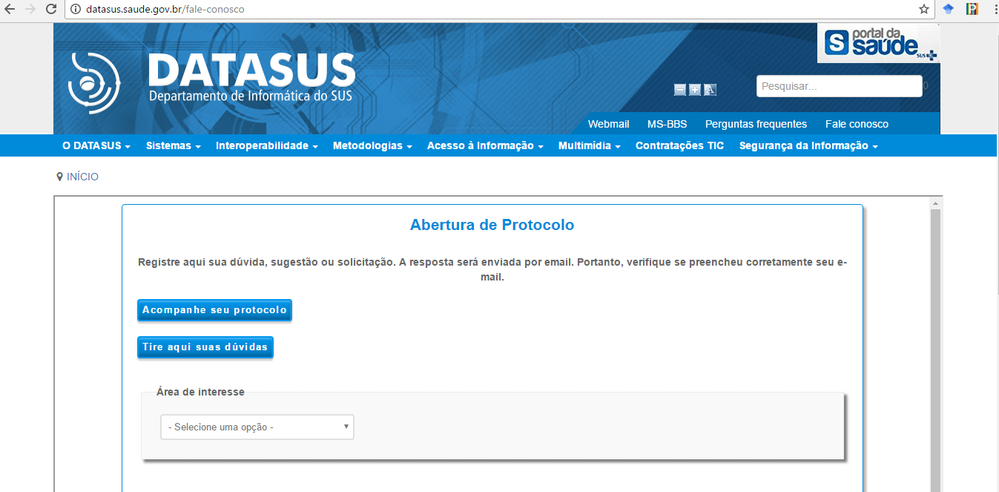 datasus.saude.gov.br/fale-conosco
portal da
saúde
SUS
DATASUS
Departamento de Informática do SUS
A
Pesquisar...
0
Webmail MS-BBS Perguntas frequentes Fale conosco
O DATASUS Sistemas Interoperabilidade Metodologias Acesso à Informação Multimídia Contratações TIC Segurança da Informação
INÍCIO
Abertura de Protocolo
Registre aqui sua dúvida, sugestão ou solicitação. A resposta será enviada por email. Portanto, verifique se preencheu corretamente seu e-
mail.
Acompanhe seu protocolo
Tire aqui suas dúvidas
Área de interesse
- Selecione uma opção -